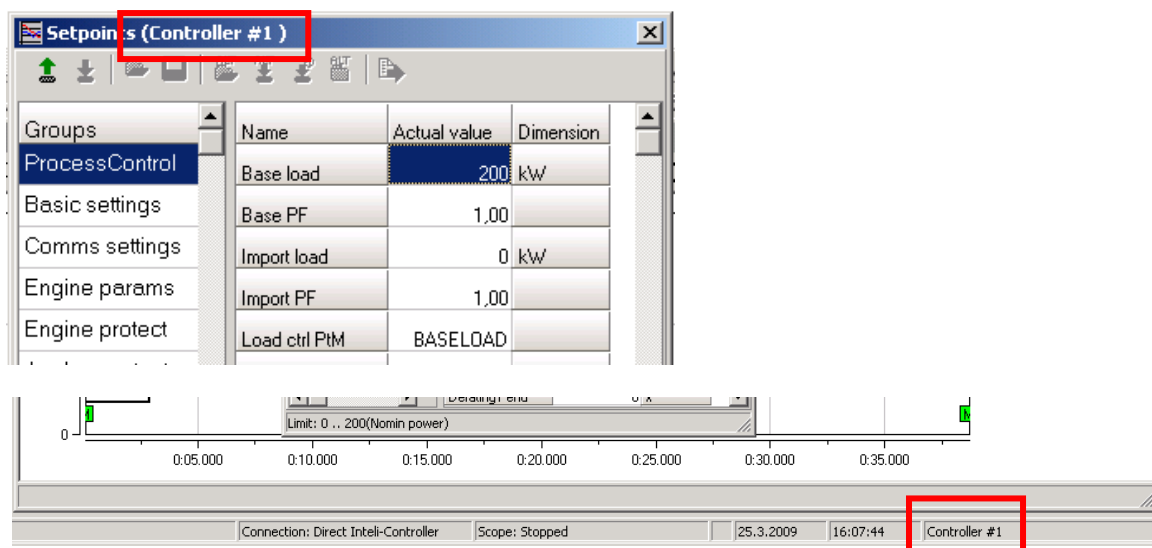 Setpoints (Controller #1 )
Groups Name Actual value Dimension
ProcessControl Base load 200 kW
Basic settings Base PF 1,00
Comms settings Import load 0 kW
Engine params Import PF 1,00
Engine protect Load ctrl PtM BASELOAD
Limit: 0 .. 200(Nomin power)
0
0:05.000 0:10.000 0:15.000 0:20.000 0:25.000 0:30.000 0:35.000
Connection: Direct Inteli-Controller Scope: Stopped 25.3.2009 16:07:44 Controller #1